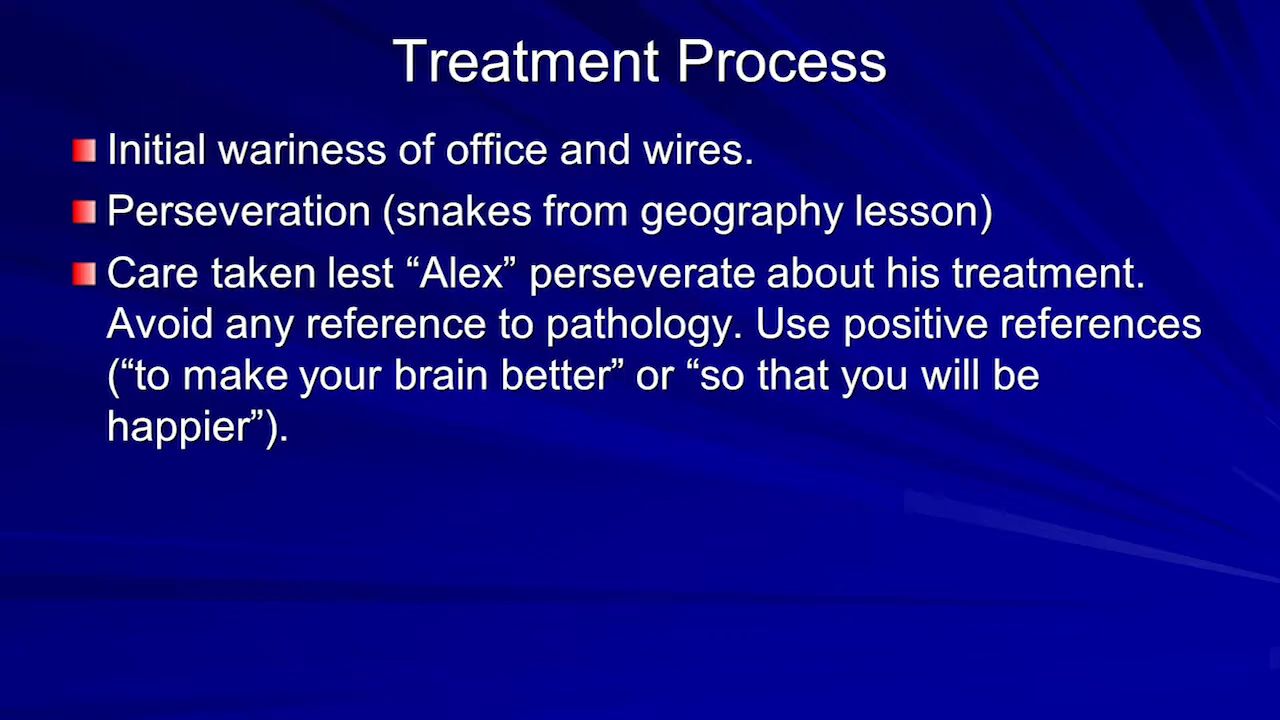 Treatment Process
Initial wariness of office and wires.
Perseveration (snakes from geography lesson)
Care taken lest “Alex” perseverate about his treatment.
Avoid any reference to pathology. Use positive references
(“to make your brain better” or “so that you will be
happier”).